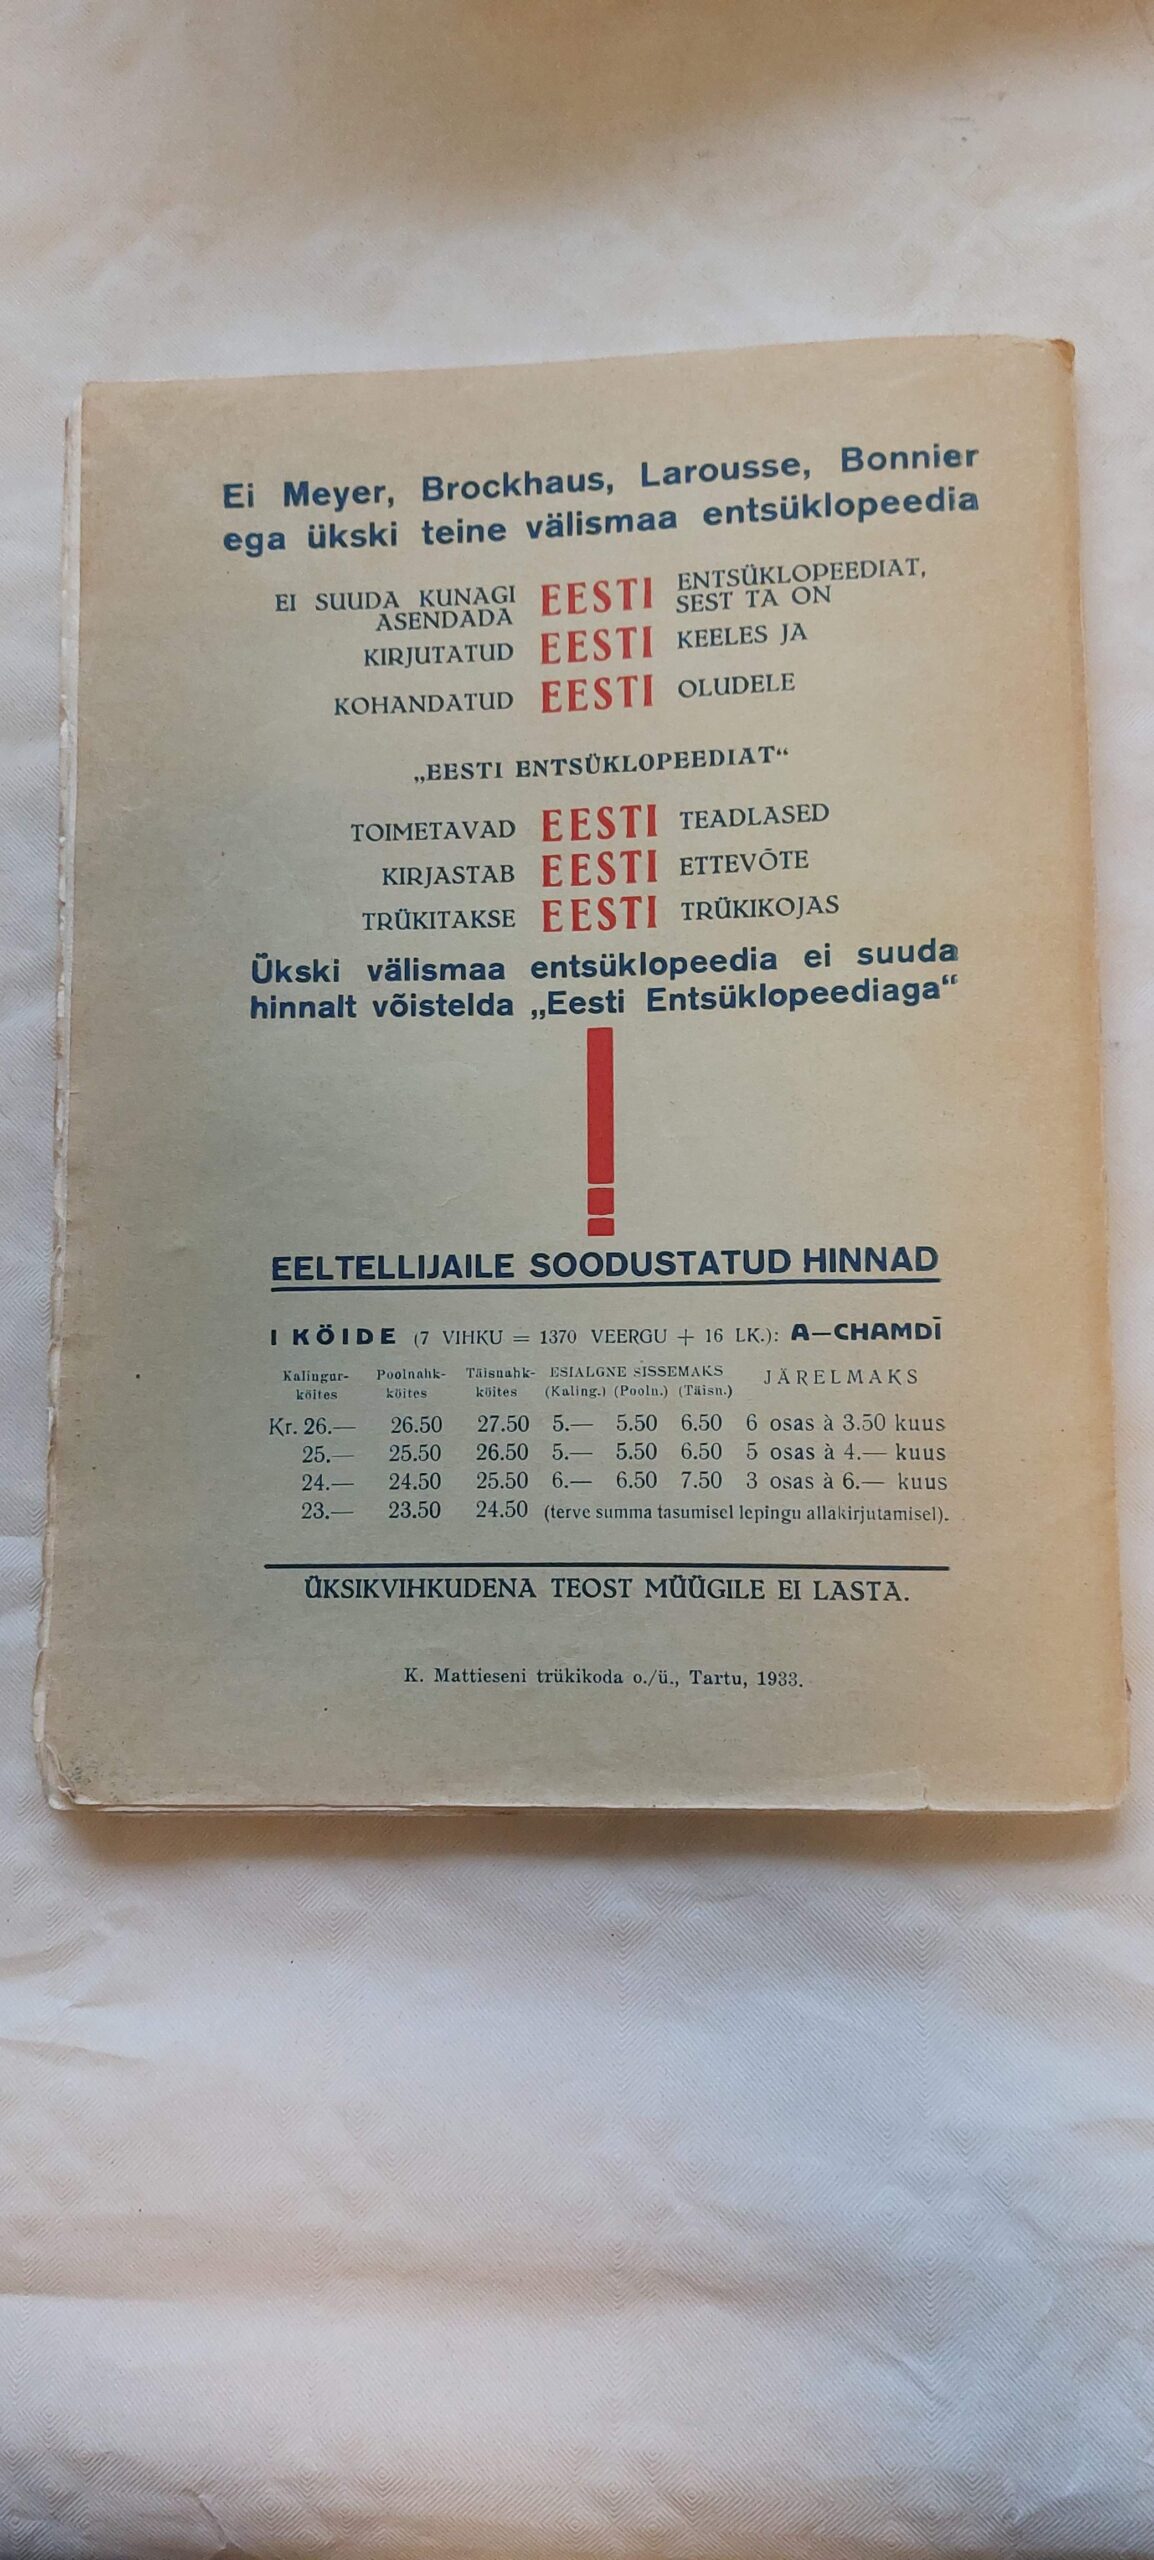 Ei Meyer, Brockhaus, Larousse, Bonnier
ega ükski teine välismaa entsüklopeedia
EI SUUDA KUNAGI ASENDADA EESTI ENTSÜKLOPEEDIAT, SEST TA ON
KIRJUTATUD EESTI KEELES JA
KOHANDATUD EESTI OLUDELE
„EESTI ENTSÜKLOPEEDIAT“
TOIMETAVAD EESTI TEADLASED
KIRJASTAB EESTI ETTEVÕTE
TRÜKITAKSE EESTI TRÜKIKOJAS
Ükski välismaa entsüklopeedia ei suuda
hinnalt võistelda „Eesti Entsüklopeediaga“
!
EELTELLIJAILE SOODUSTATUD HINNAD
I KÖIDE (7 VIHKU = 1370 VEERGU + 16 LK.): A—CHAMDĪ
Kalingur- Poolnahk- Täisnahk- ESIALGNE SISSEMAKS JÄRELMAKS
köites köites köites (Kaling.) (Pooln.) (Täisn.)
Kr. 26.— 26.50 27.50 5.— 5.50 6.50 6 osas à 3.50 kuus
25.— 25.50 26.50 5.— 5.50 6.50 5 osas à 4.— kuus
24.— 24.50 25.50 6.— 6.50 7.50 3 osas à 6.— kuus
23.— 23.50 24.50 (terve summa tasumisel lepingu allakirjutamisel).
ÜKSIKVIHKUDENA TEOST MÜÜGILE EI LASTA.
K. Mattieseni trükikoda o./ü., Tartu, 1933.